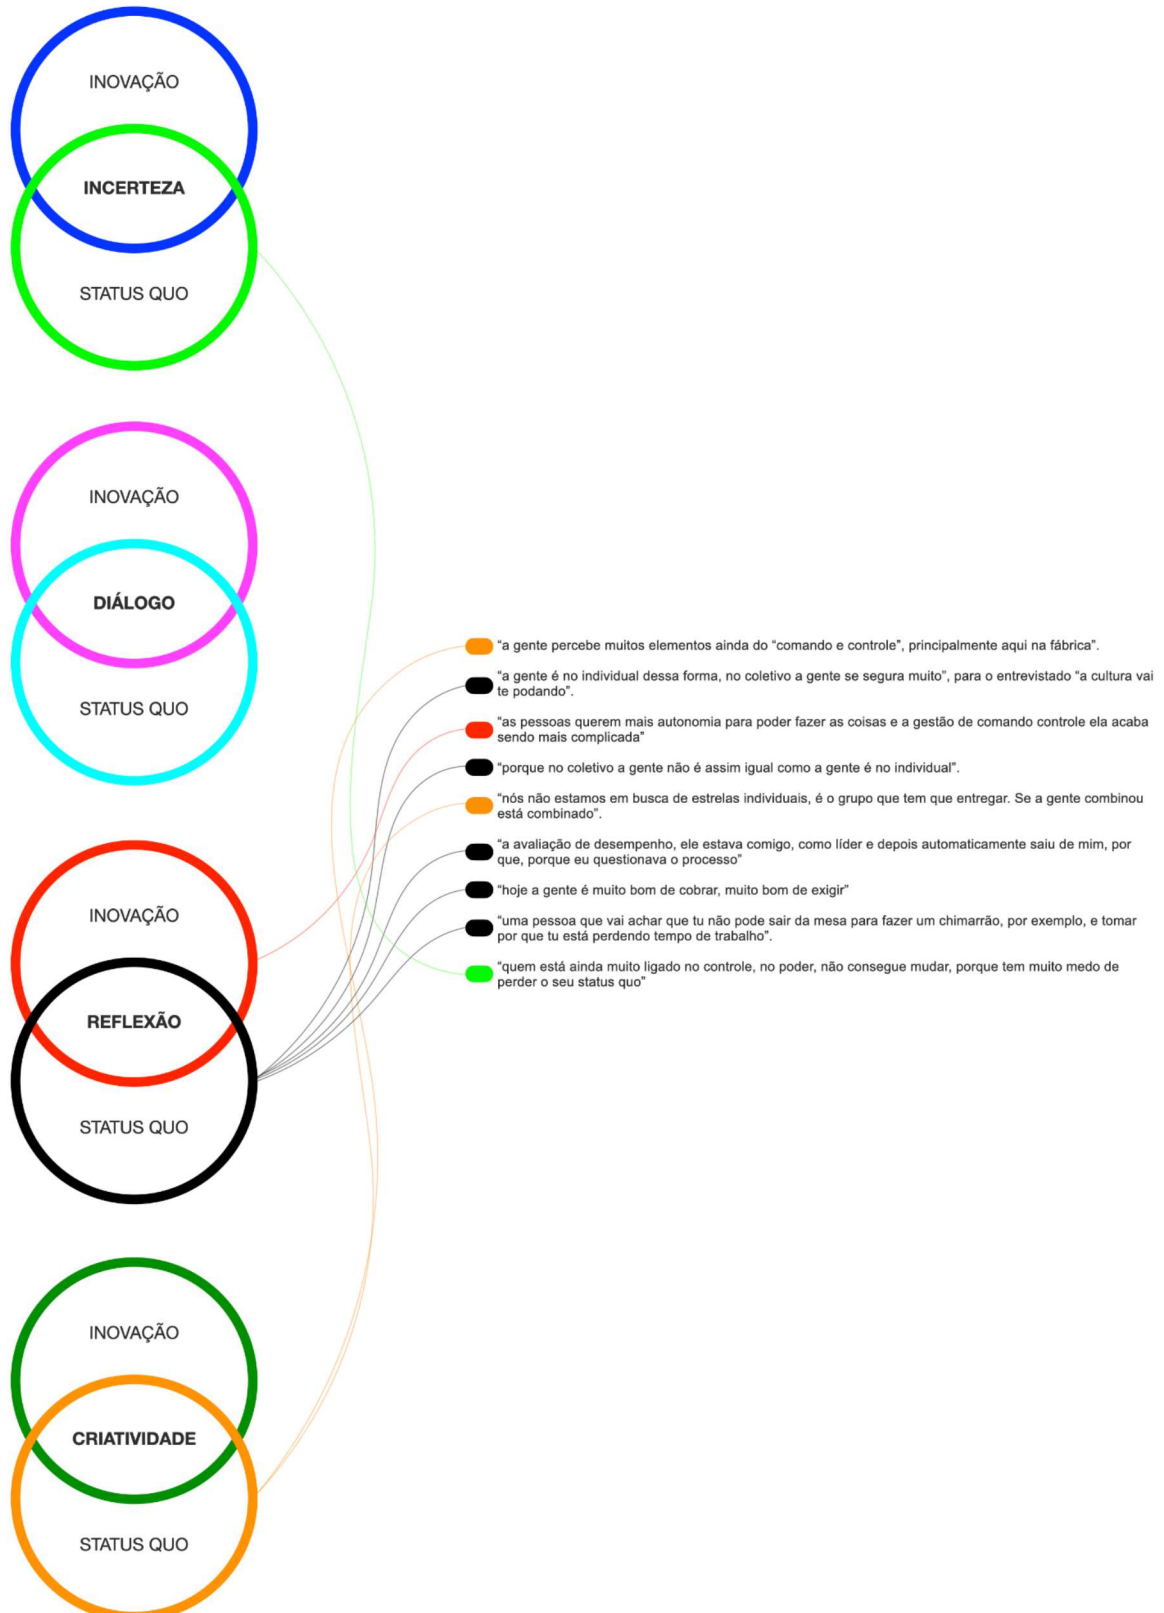 INOVAÇÃO
INCERTEZA
STATUS QUO
INOVAÇÃO
DIÁLOGO
STATUS QUO
INOVAÇÃO
REFLEXÃO
STATUS QUO
INOVAÇÃO
CRIATIVIDADE
STATUS QUO
“a gente percebe muitos elementos ainda do “comando e controle”, principalmente aqui na fábrica”.
“a gente é no individual dessa forma, no coletivo a gente se segura muito”, para o entrevistado “a cultura vai
te podando”.
“as pessoas querem mais autonomia para poder fazer as coisas e a gestão de comando controle ela acaba
sendo mais complicada”
“porque no coletivo a gente não é assim igual como a gente é no individual”.
“nós não estamos em busca de estrelas individuais, é o grupo que tem que entregar. Se a gente combinou
está combinado”.
“a avaliação de desempenho, ele estava comigo, como líder e depois automaticamente saiu de mim, por
que, porque eu questionava o processo”
“hoje a gente é muito bom de cobrar, muito bom de exigir”
“uma pessoa que vai achar que tu não pode sair da mesa para fazer um chimarrão, por exemplo, e tomar
por que tu está perdendo tempo de trabalho”.
“quem está ainda muito ligado no controle, no poder, não consegue mudar, porque tem muito medo de
perder o seu status quo”